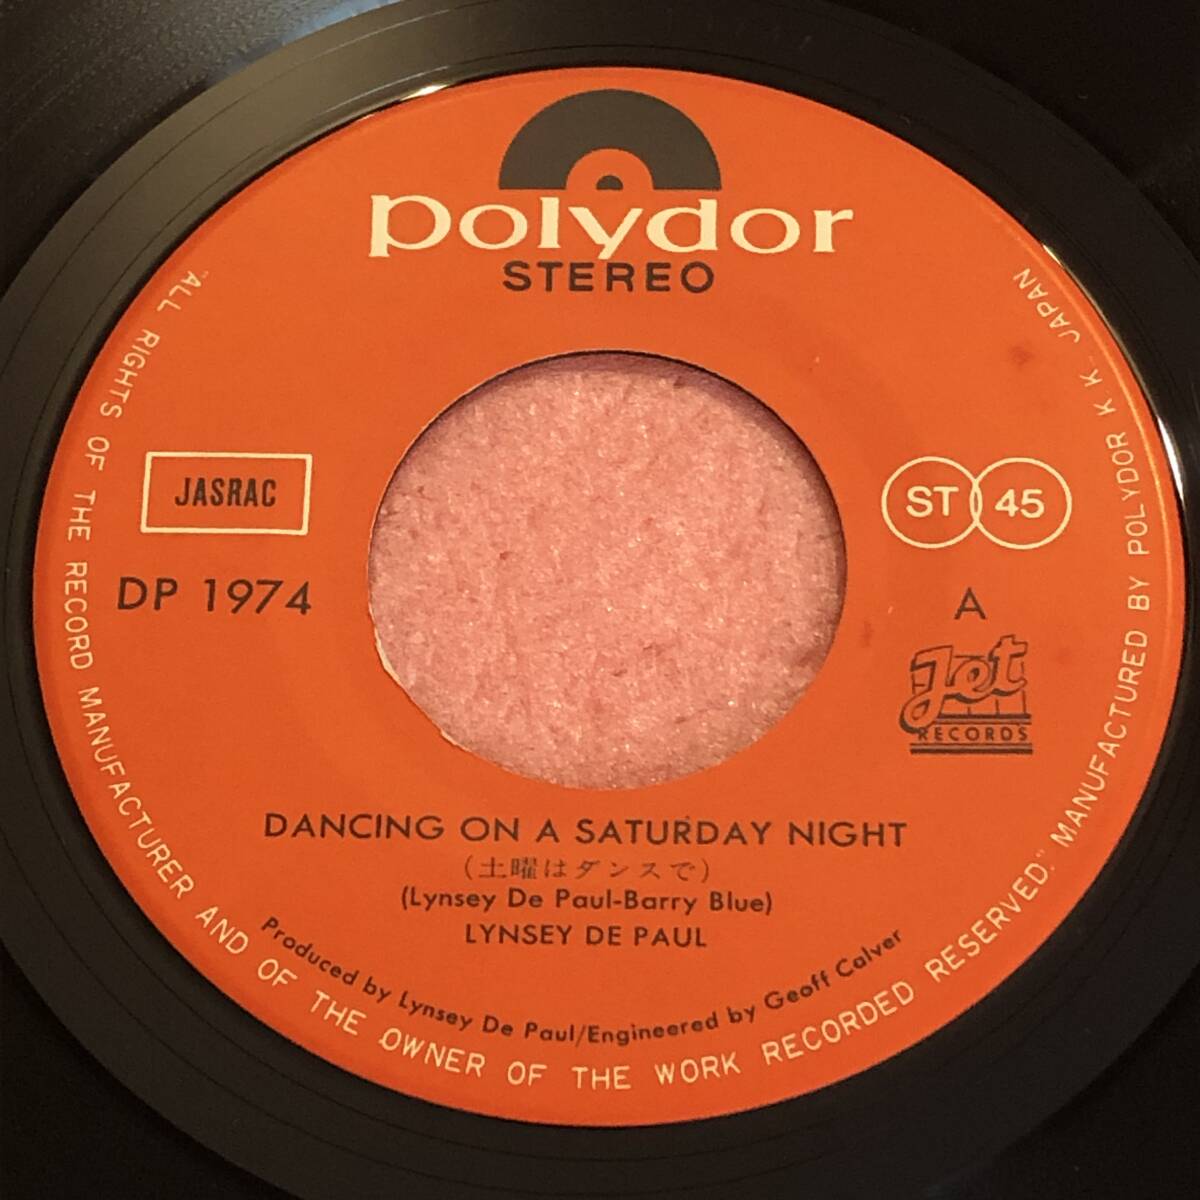 polydor
STEREO
JASRAC
DP 1974
ST 45
A
Jet
RECORDS
DANCING ON A SATURDAY NIGHT
(土曜はダンスで)
(Lynsey De Paul-Barry Blue)
LYNSEY DE PAUL
Produced by Lynsey De Paul/Engineered by Geoff Calver
"ALL RIGHTS OF THE RECORD MANUFACTURER AND OF THE OWNER OF THE WORK RECORDED RESERVED." MANUFACTURED BY POLYDOR K.K. JAPAN